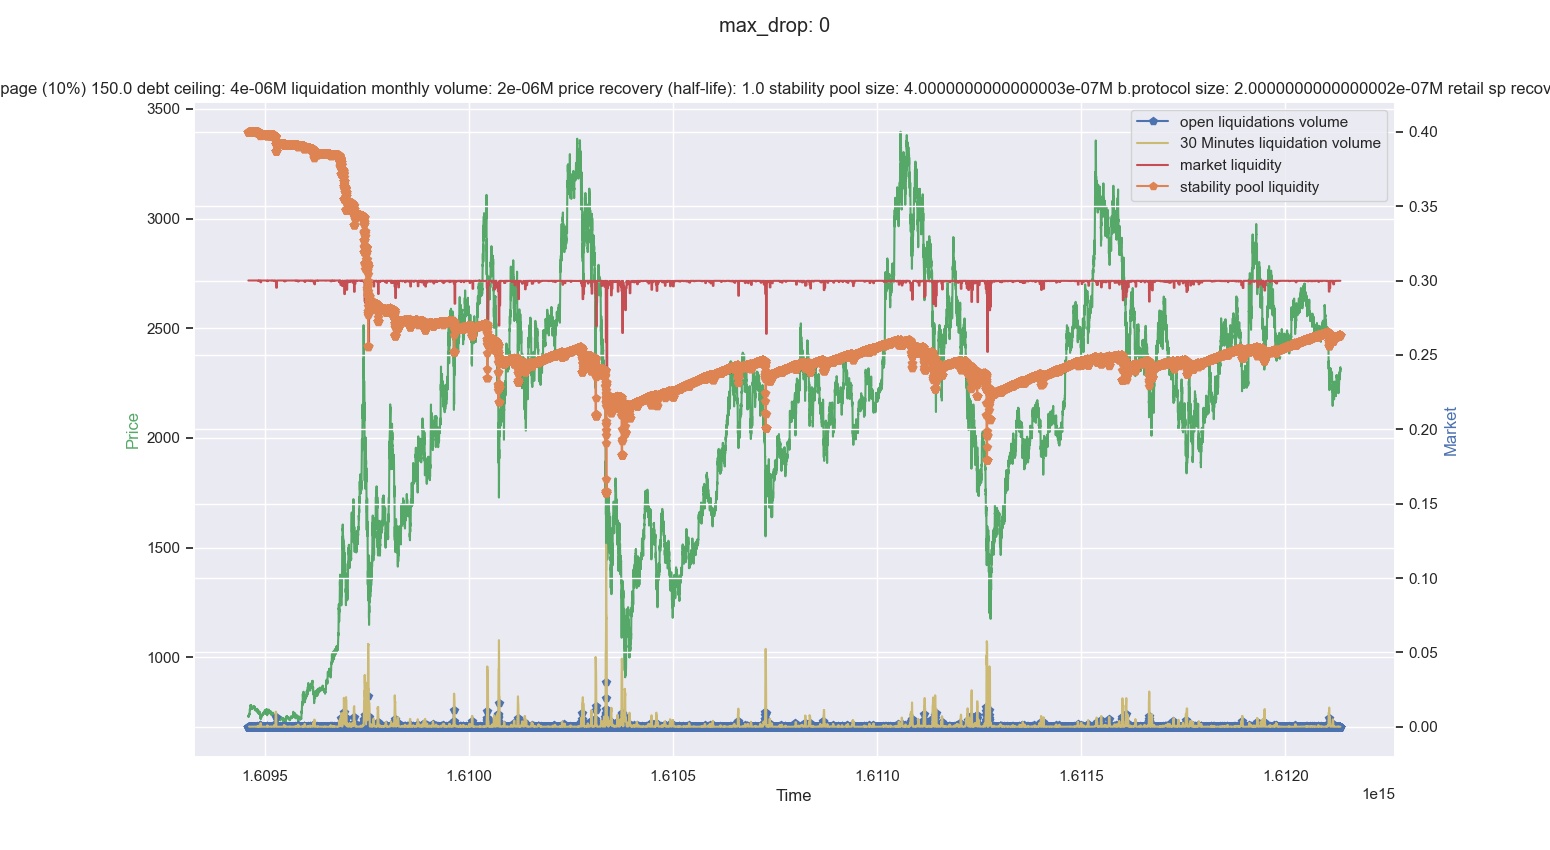 max_drop: 0
page (10%) 150.0 debt ceiling: 4e-06M liquidation monthly volume: 2e-06M price recovery (half-life): 1.0 stability pool size: 4.0000000000000003e-07M b.protocol size: 2.0000000000000002e-07M retail sp recov
3500
3000
2500
2000
1500
1000
Price
open liquidations volume
30 Minutes liquidation volume
market liquidity
stability pool liquidity
0.40
0.35
0.30
0.25
0.20
0.15
0.10
0.05
0.00
Market
1.6095 1.6100 1.6105 1.6110 1.6115 1.6120
Time
1e15